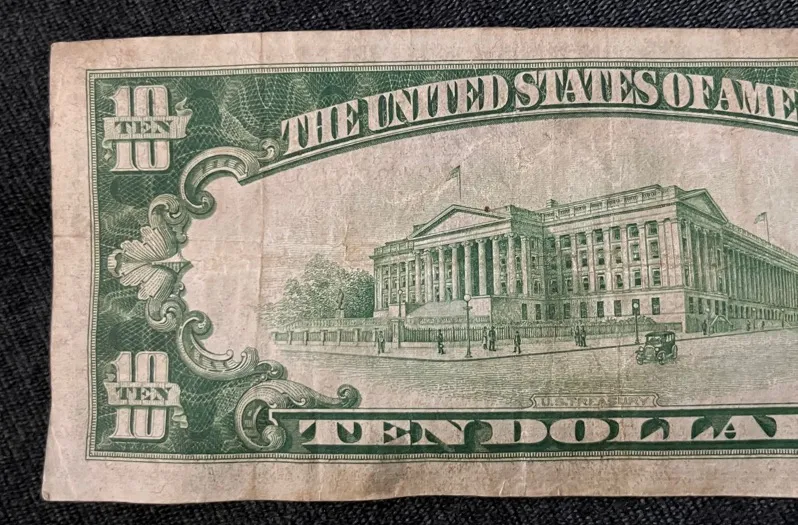 10
TEN
10
THE UNITED STATES OF AME
U.S. TREASURY
10
TEN
10
TEN DOLLA